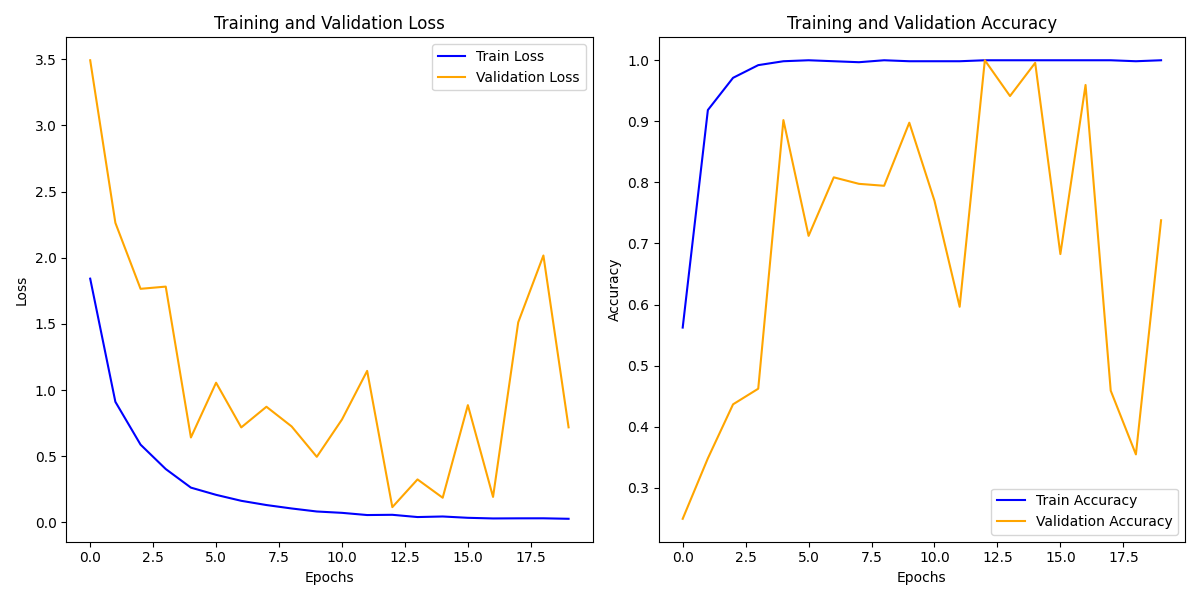 Training and Validation Loss
Train Loss
Validation Loss
3.5
3.0
2.5
2.0
1.5
1.0
0.5
0.0
Loss
0.0 2.5 5.0 7.5 10.0 12.5 15.0 17.5
Epochs
Training and Validation Accuracy
1.0
0.9
0.8
0.7
0.6
0.5
0.4
0.3
Accuracy
Train Accuracy
Validation Accuracy
0.0 2.5 5.0 7.5 10.0 12.5 15.0 17.5
Epochs